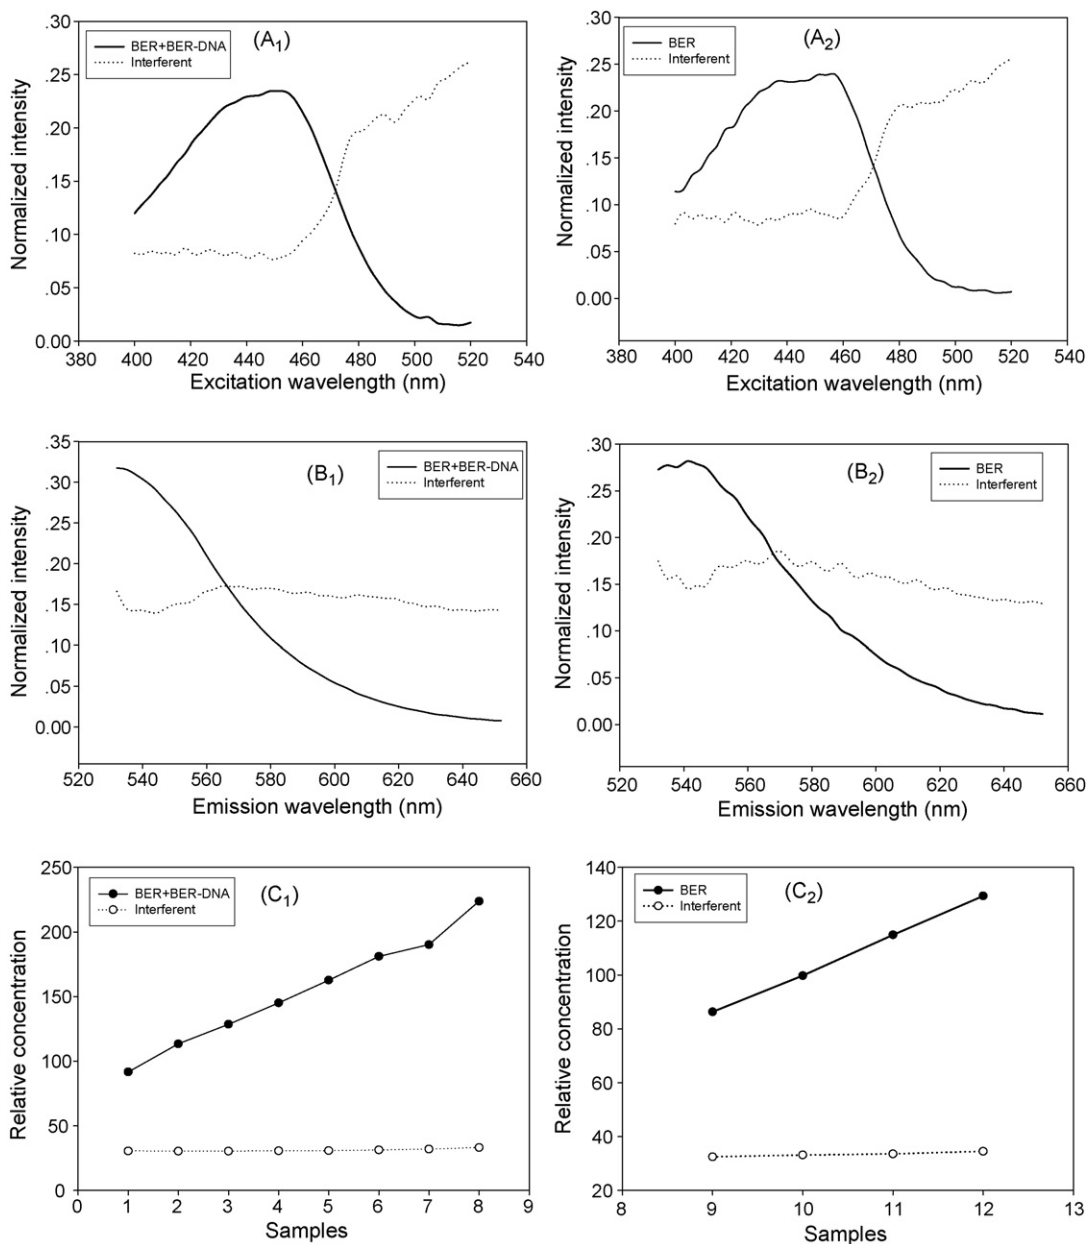 (A1)
BER+BER-DNA
Interferent
Normalized intensity
.30
.25
.20
.15
.10
.05
0.00
380 400 420 440 460 480 500 520 540
Excitation wavelength (nm)
(A2)
BER
Interferent
Normalized intensity
.30
.25
.20
.15
.10
.05
0.00
380 400 420 440 460 480 500 520 540
Excitation wavelength (nm)
(B1)
BER+BER-DNA
Interferent
Normalized intensity
.35
.30
.25
.20
.15
.10
.05
0.00
520 540 560 580 600 620 640 660
Emission wavelength (nm)
(B2)
BER
Interferent
Normalized intensity
.30
.25
.20
.15
.10
.05
0.00
520 540 560 580 600 620 640 660
Emission wavelength (nm)
(C1)
BER+BER-DNA
Interferent
Relative concentration
250
200
150
100
50
0
0 1 2 3 4 5 6 7 8 9
Samples
(C2)
BER
Interferent
Relative concentration
140
120
100
80
60
40
20
8 9 10 11 12 13
Samples